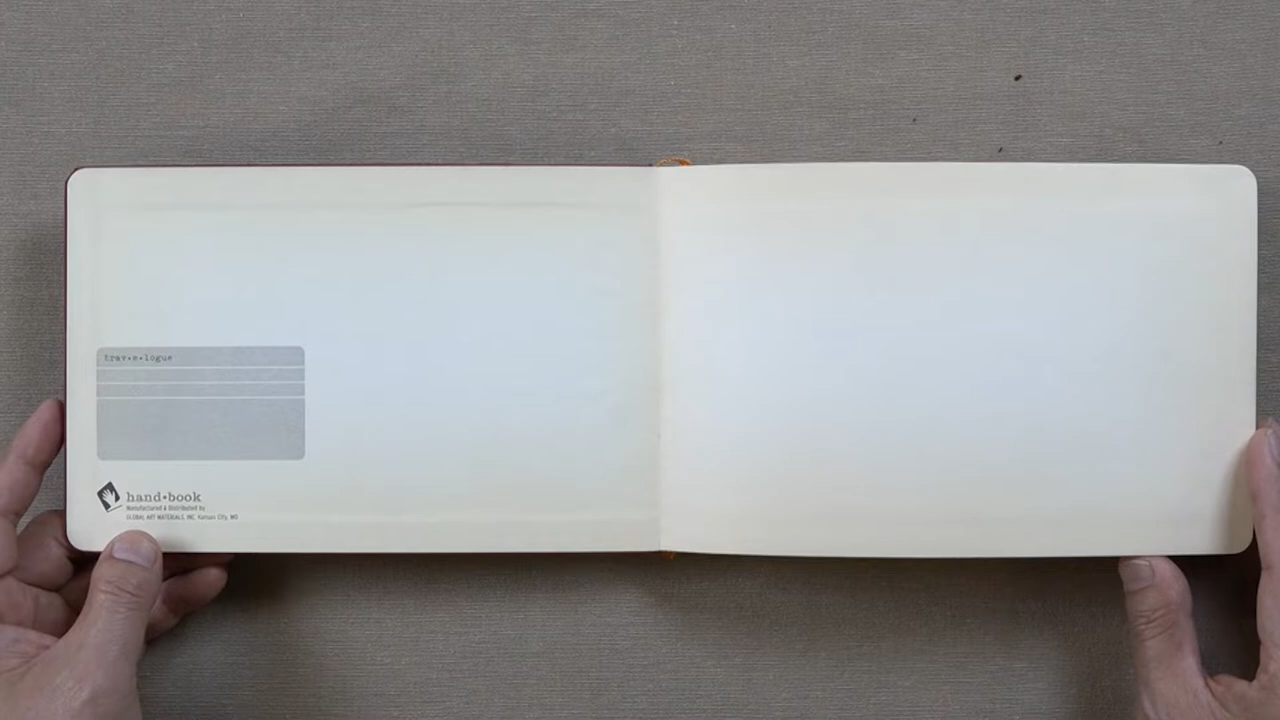 trav•e•logue
hand•book
Manufactured & Distributed by
GLOBAL ART MATERIALS, INC. Kansas City, MO